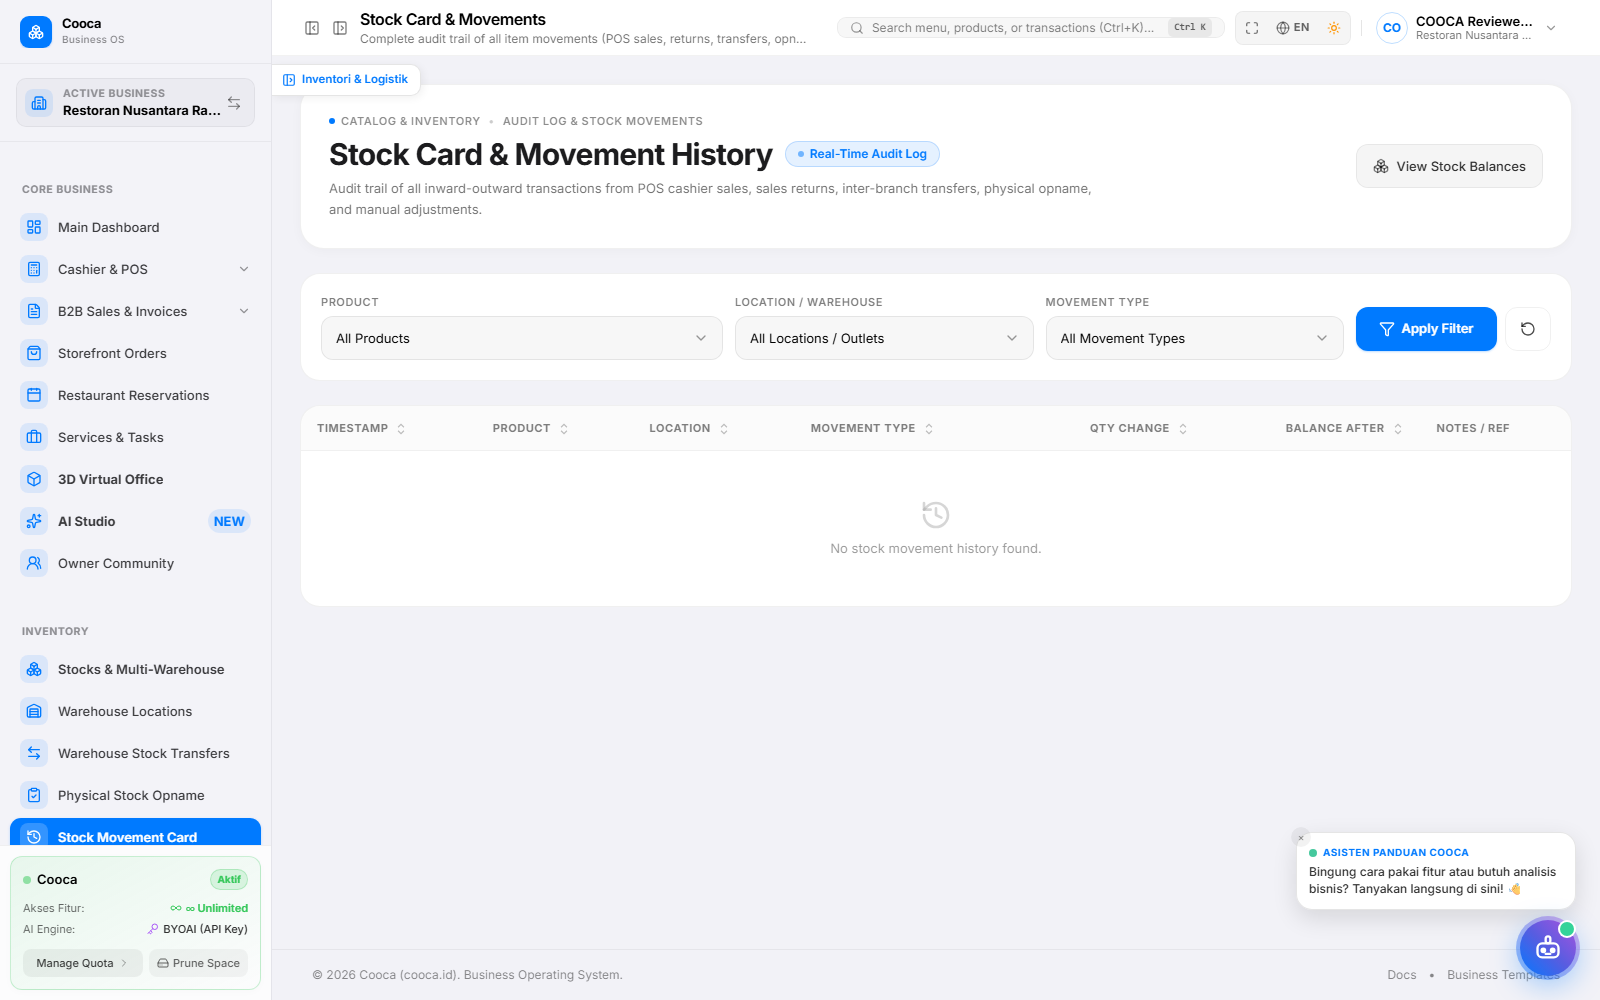 Cooca
Business OS
ACTIVE BUSINESS
Restoran Nusantara Ra...
CORE BUSINESS
Main Dashboard
Cashier & POS
B2B Sales & Invoices
Storefront Orders
Restaurant Reservations
Services & Tasks
3D Virtual Office
AI Studio NEW
Owner Community
INVENTORY
Stocks & Multi-Warehouse
Warehouse Locations
Warehouse Stock Transfers
Physical Stock Opname
Stock Movement Card
Cooca Aktif
Akses Fitur: ∞ Unlimited
AI Engine: BYOAI (API Key)
Manage Quota Prune Space
Stock Card & Movements
Complete audit trail of all item movements (POS sales, returns, transfers, opn...
Search menu, products, or transactions (Ctrl+K)... Ctrl K
EN
CO
COOCA Reviewe...
Restoran Nusantara ...
Inventori & Logistik
CATALOG & INVENTORY • AUDIT LOG & STOCK MOVEMENTS
Stock Card & Movement History Real-Time Audit Log
Audit trail of all inward-outward transactions from POS cashier sales, sales returns, inter-branch transfers, physical opname,
and manual adjustments.
View Stock Balances
PRODUCT LOCATION / WAREHOUSE MOVEMENT TYPE
All Products All Locations / Outlets All Movement Types Apply Filter
TIMESTAMP PRODUCT LOCATION MOVEMENT TYPE QTY CHANGE BALANCE AFTER NOTES / REF
No stock movement history found.
×
ASISTEN PANDUAN COOCA
Bingung cara pakai fitur atau butuh analisis
bisnis? Tanyakan langsung di sini! 👋
© 2026 Cooca (cooca.id). Business Operating System.
Docs • Business Templates